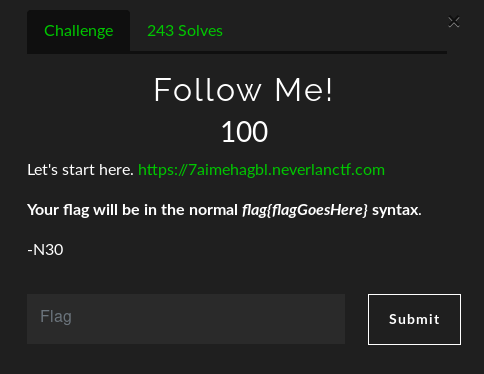 Challenge
243 Solves
×
Follow Me!
100
Let's start here. https://7aimehagbl.neverlanctf.com
Your flag will be in the normal flag{flagGoesHere} syntax.
-N30
Flag
Submit